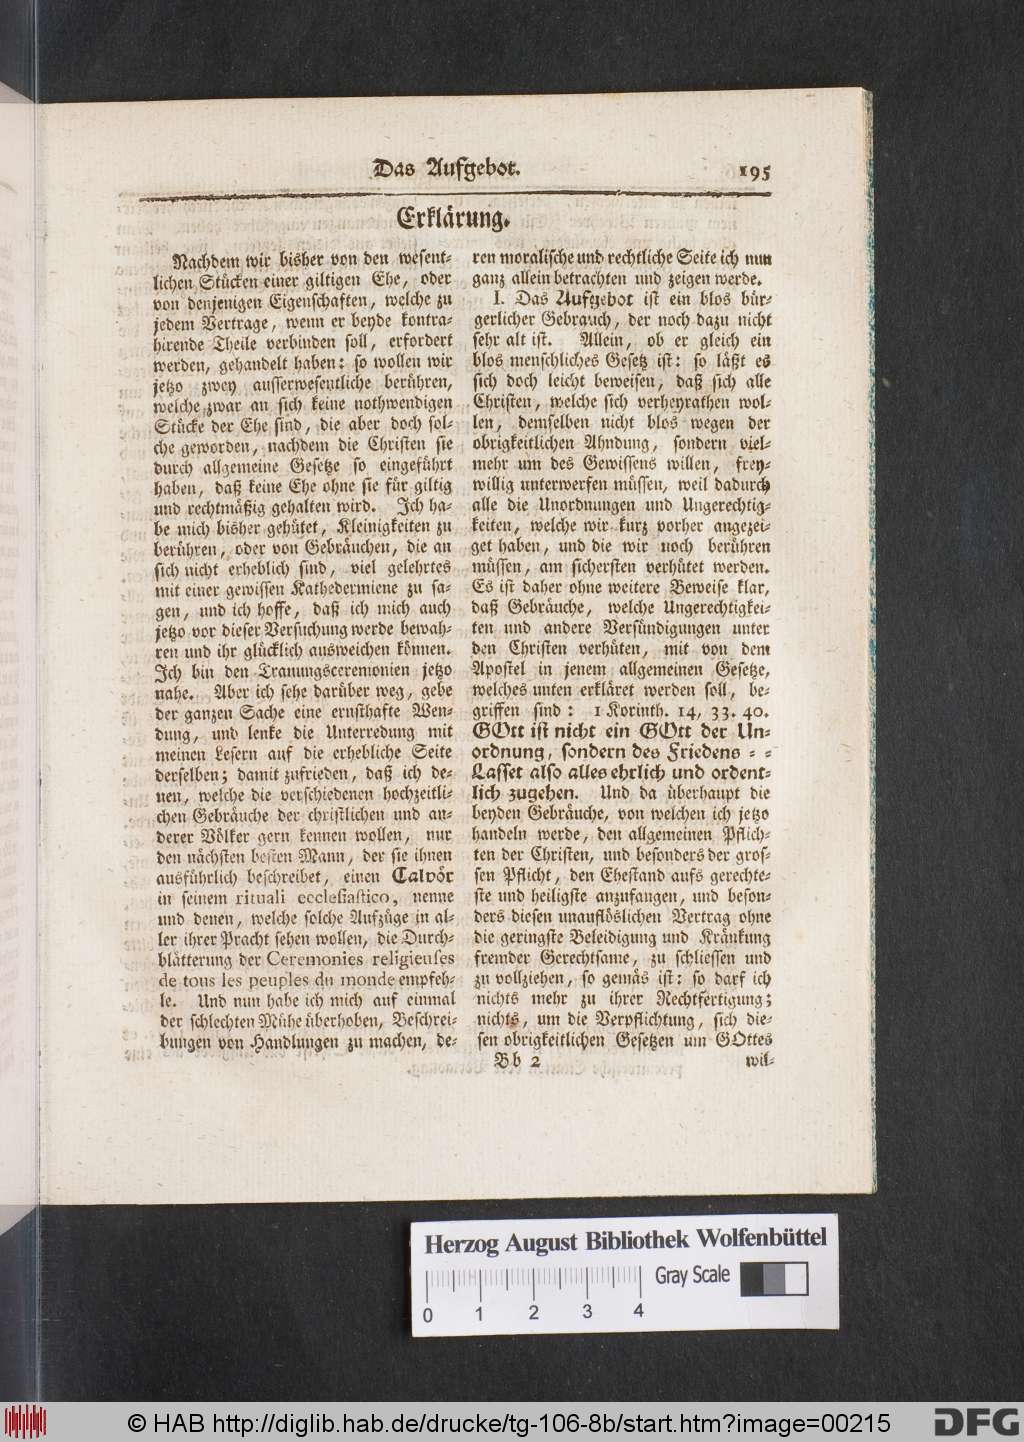 Das Aufgebot.
195
Erklärung.
Nachdem wir bisher von den wesent-
lichen Stücken einer giltigen Ehe, oder
von denjenigen Eigenschaften, welche zu
jedem Vertrage, wenn er beyde kontra-
hirende Theile verbinden soll, erfordert
werden, gehandelt haben: so wollen wir
jetzo zwey ausserwesentliche berühren,
welche zwar an sich keine nothwendigen
Stücke der Ehe sind, die aber doch sol-
che geworden, nachdem die Christen sie
durch allgemeine Gesetze so eingeführt
haben, daß keine Ehe ohne sie für giltig
und rechtmäßig gehalten wird. Ich ha-
be mich bisher gehütet, Kleinigkeiten zu
berühren, oder von Gebräuchen, die an
sich nicht erheblich sind, viel gelehrtes
mit einer gewissen Kathedermiene zu sa-
gen, und ich hoffe, daß ich mich auch
jetzo vor dieser Versuchung werde bewah-
ren und ihr glücklich ausweichen können.
Ich bin den Trauungsceremonien jetzo
nahe. Aber ich sehe darüber weg, gebe
der ganzen Sache eine ernsthafte Wen-
dung, und lenke die Unterredung mit
meinen Lesern auf die erhebliche Seite
derselben; damit zufrieden, daß ich de-
nen, welche die verschiedenen hochzeitli-
chen Gebräuche der christlichen und an-
derer Völker gern kennen wollen, nur
den nächsten besten Mann, der sie ihnen
ausführlich beschreibet, einen Calvör
in seinem rituali ecclesiastico, nenne
und denen, welche solche Aufzüge in al-
ler ihrer Pracht sehen wollen, die Durch-
blätterung der Ceremonies religieuses
de tous les peuples du monde empfeh-
le. Und nun habe ich mich auf einmal
der schlechten Mühe überhoben, Beschrei-
bungen von Handlungen zu machen, de-
ren moralische und rechtliche Seite ich nun
ganz allein betrachten und zeigen werde.
I. Das Aufgebot ist ein blos bür-
gerlicher Gebrauch, der noch dazu nicht
sehr alt ist. Allein, ob er gleich ein
blos menschliches Gesetz ist: so läßt es
sich doch leicht beweisen, daß sich alle
Christen, welche sich verheyrathen wol-
len, demselben nicht blos wegen der
obrigkeitlichen Ahndung, sondern viel-
mehr um des Gewissens willen, frey-
willig unterwerfen müssen, weil dadurch
alle die Unordnungen und Ungerechtig-
keiten, welche wir kurz vorher angezei-
get haben, und die wir noch berühren
müssen, am sichersten verhütet werden.
Es ist daher ohne weitere Beweise klar,
daß Gebräuche, welche Ungerechtigkei-
ten und andere Versündigungen unter
den Christen verhüten, mit von dem
Apostel in jenem allgemeinen Gesetze,
welches unten erkläret werden soll, be-
griffen sind: 1 Korinth. 14, 33. 40.
GOtt ist nicht ein GOtt der Un-
ordnung, sondern des Friedens - -
Lasset also alles ehrlich und ordent-
lich zugehen. Und da überhaupt die
beyden Gebräuche, von welchen ich jetzo
handeln werde, den allgemeinen Pflich-
ten der Christen, und besonders der gros-
sen Pflicht, den Ehestand aufs gerechte-
ste und heiligste anzufangen, und beson-
ders diesen unauflöslichen Vertrag ohne
die geringste Beleidigung und Kränkung
fremder Gerechtsame, zu schliessen und
zu vollziehen, so gemäs ist: so darf ich
nichts mehr zu ihrer Rechtfertigung;
nichts, um die Verpflichtung, sich die-
sen obrigkeitlichen Gesetzen um GOttes
Bb 2
wil-
Herzog August Bibliothek Wolfenbüttel
Gray Scale
0 1 2 3 4
© HAB http://diglib.hab.de/drucke/tg-106-8b/start.htm?image=00215
DFG